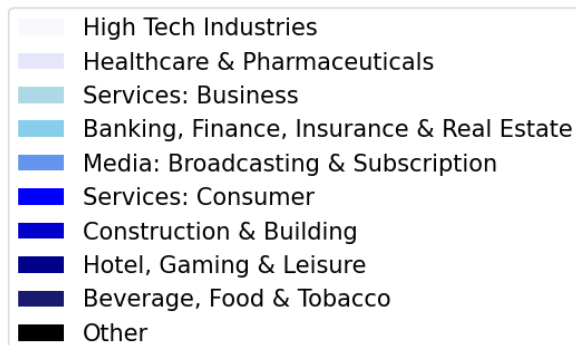 High Tech Industries
Healthcare & Pharmaceuticals
Services: Business
Banking, Finance, Insurance & Real Estate
Media: Broadcasting & Subscription
Services: Consumer
Construction & Building
Hotel, Gaming & Leisure
Beverage, Food & Tobacco
Other